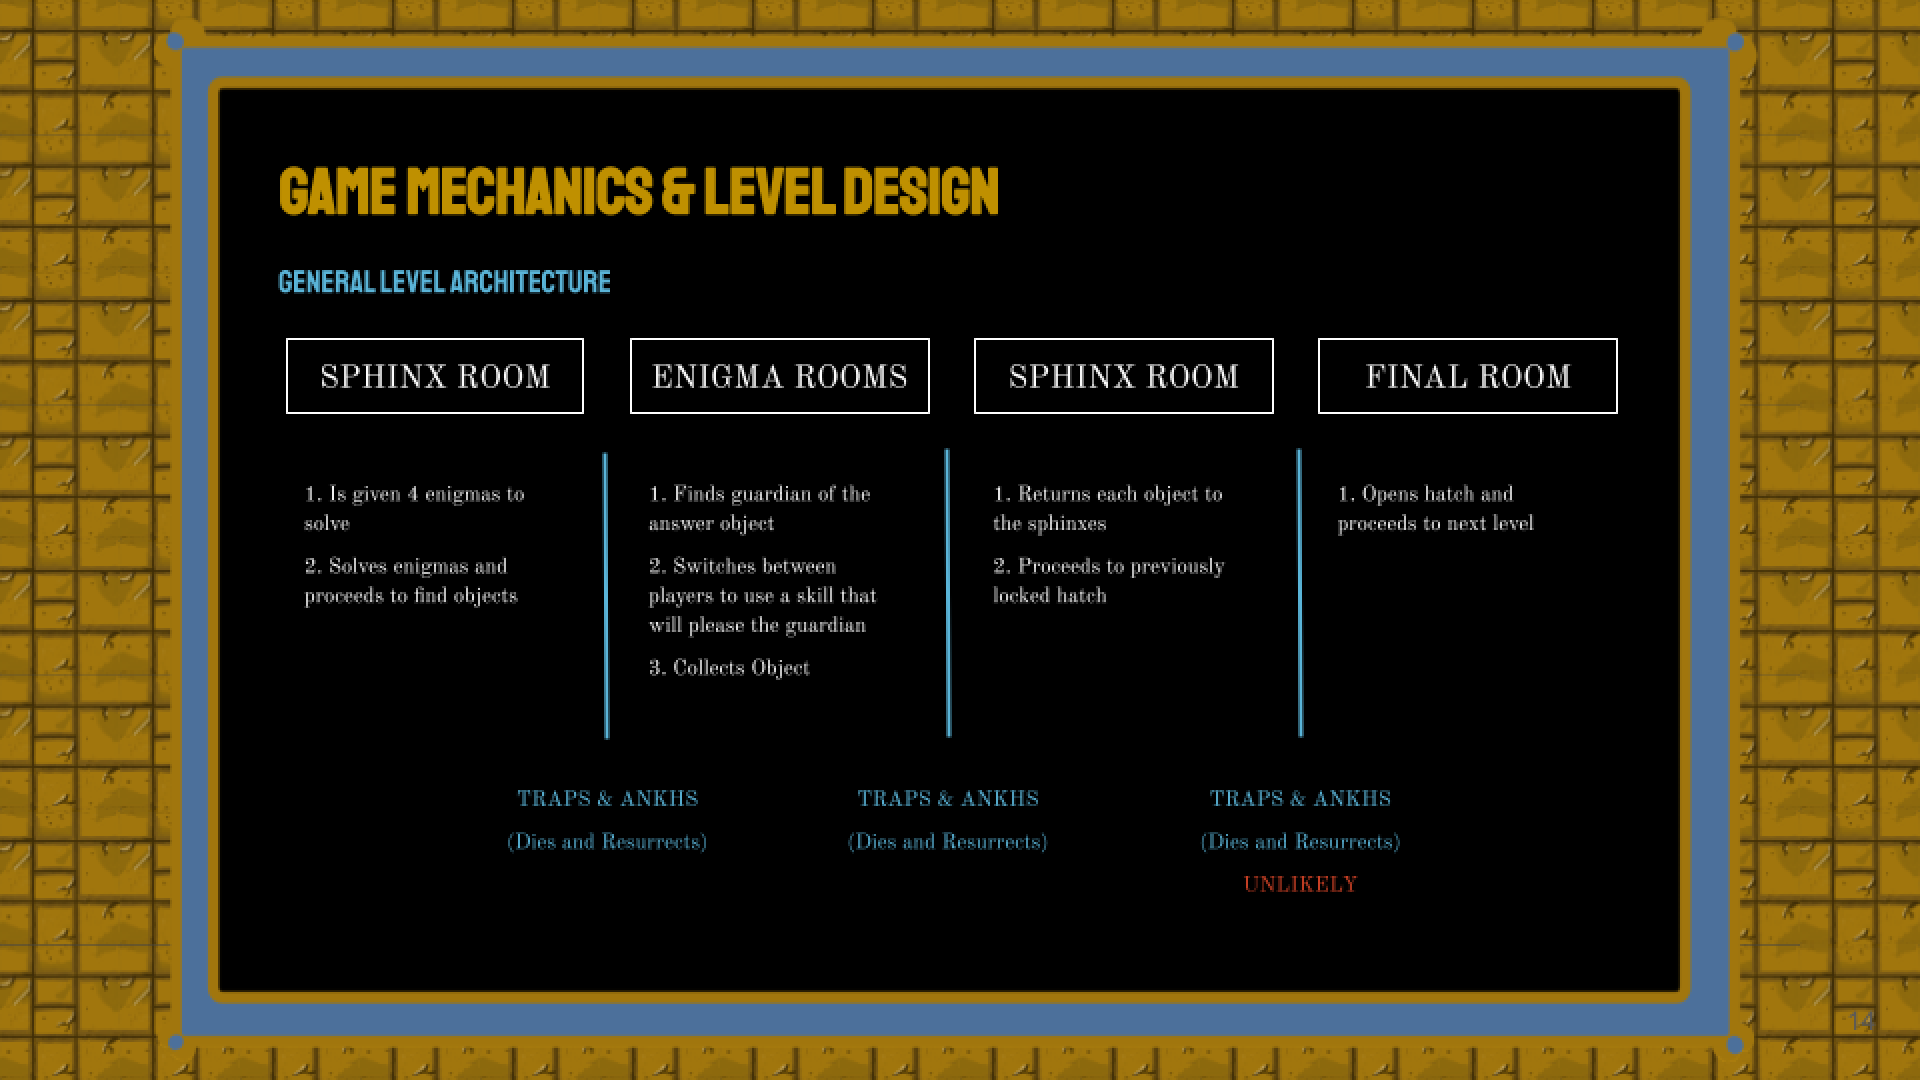 GAME MECHANICS & LEVEL DESIGN
GENERAL LEVEL ARCHITECTURE
SPHINX ROOM
1. Is given 4 enigmas to
solve
2. Solves enigmas and
proceeds to find objects
ENIGMA ROOMS
1. Finds guardian of the
answer object
2. Switches between
players to use a skill that
will please the guardian
3. Collects Object
SPHINX ROOM
1. Returns each object to
the sphinxes
2. Proceeds to previously
locked hatch
FINAL ROOM
1. Opens hatch and
proceeds to next level
TRAPS & ANKHS
(Dies and Resurrects)
TRAPS & ANKHS
(Dies and Resurrects)
TRAPS & ANKHS
(Dies and Resurrects)
UNLIKELY
14